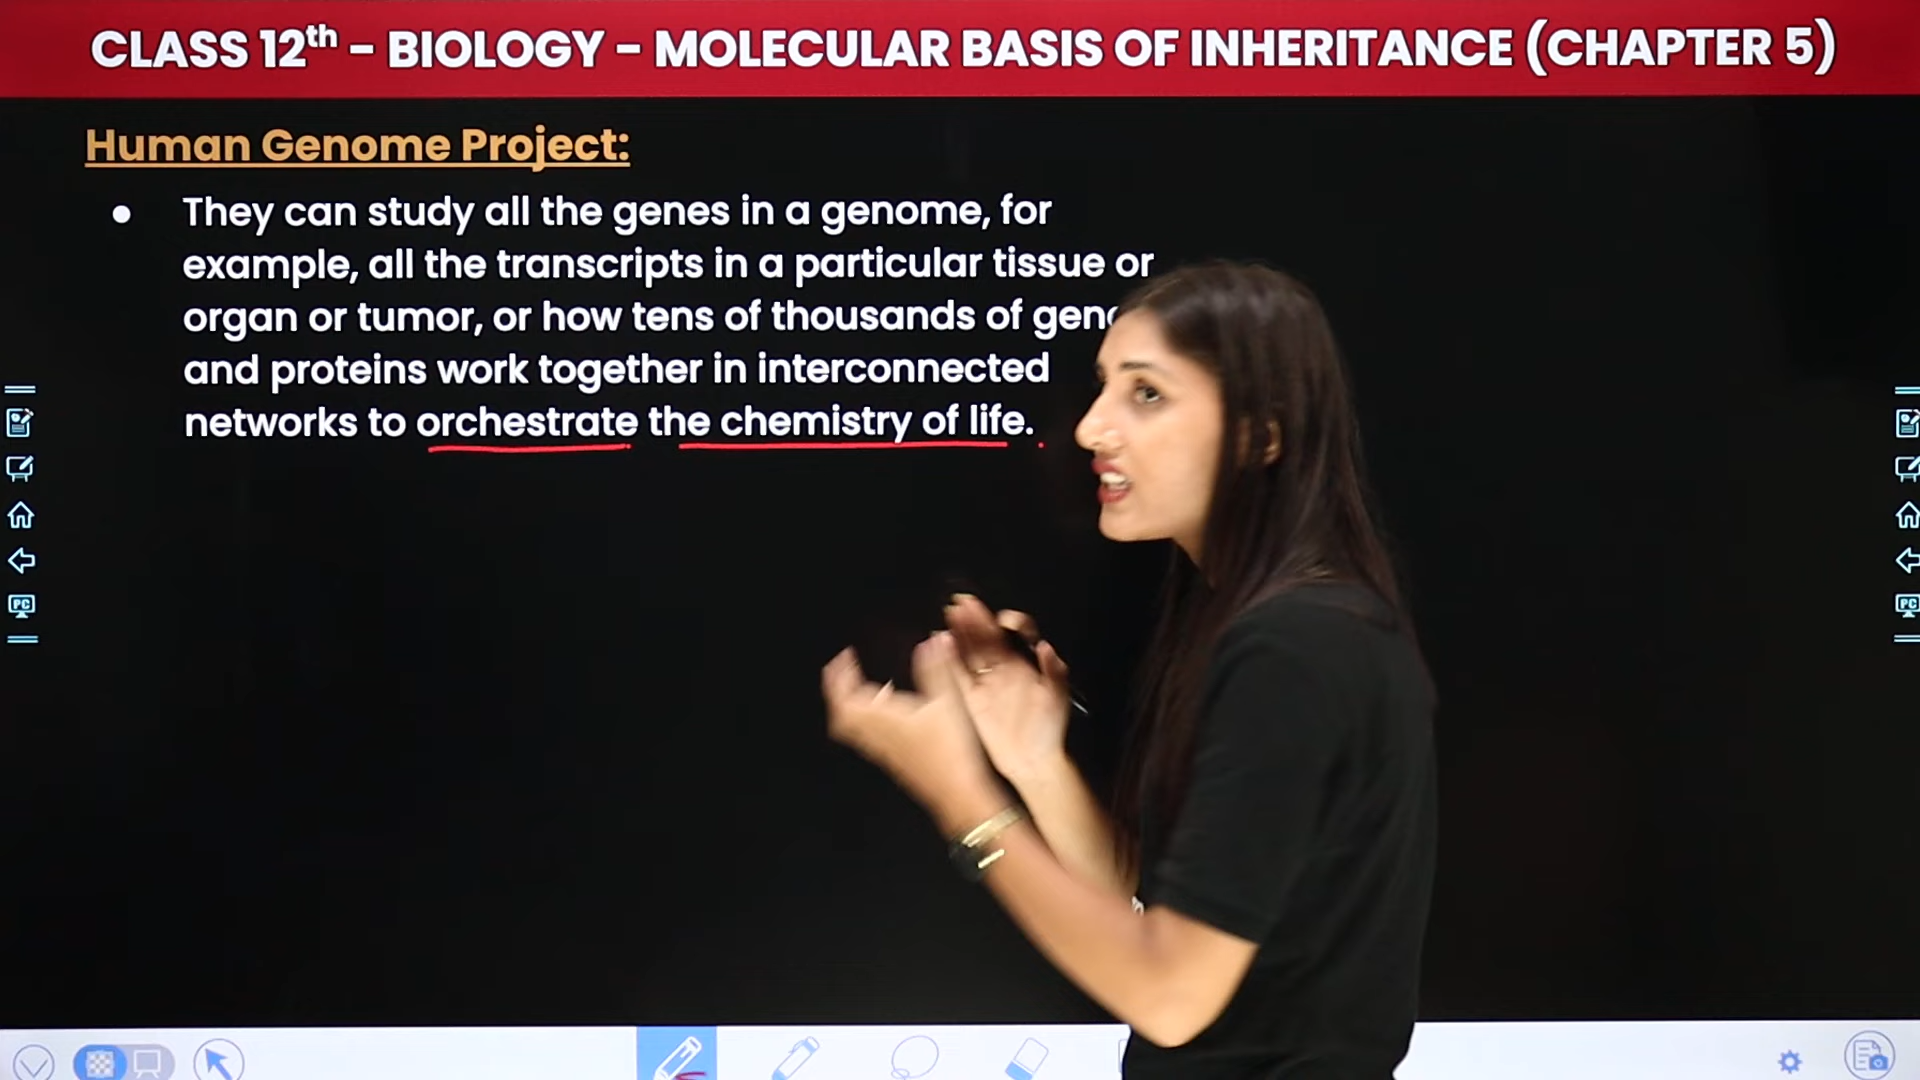 CLASS 12th – BIOLOGY – MOLECULAR BASIS OF INHERITANCE (CHAPTER 5)
Human Genome Project:
● They can study all the genes in a genome, for
example, all the transcripts in a particular tissue or
organ or tumor, or how tens of thousands of
and proteins work together in interconnected
networks to orchestrate the chemistry of life.
PC
PC